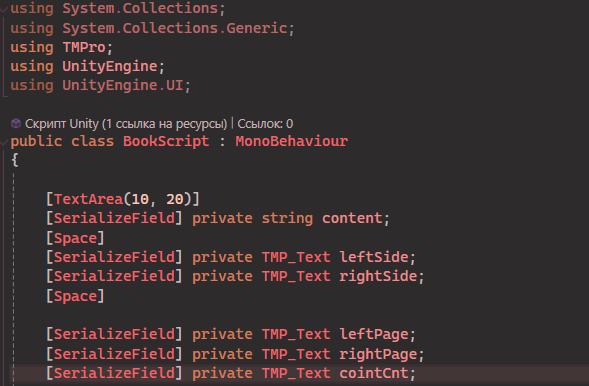 using System.Collections;
using System.Collections.Generic;
using TMPro;
using UnityEngine;
using UnityEngine.UI;
Скрипт Unity (1 ссылка на ресурсы) | Ссылок: 0
public class BookScript : MonoBehaviour
{
[TextArea(10, 20)]
[SerializeField] private string content;
[Space]
[SerializeField] private TMP_Text leftSide;
[SerializeField] private TMP_Text rightSide;
[Space]
[SerializeField] private TMP_Text leftPage;
[SerializeField] private TMP_Text rightPage;
[SerializeField] private TMP_Text cointCnt;